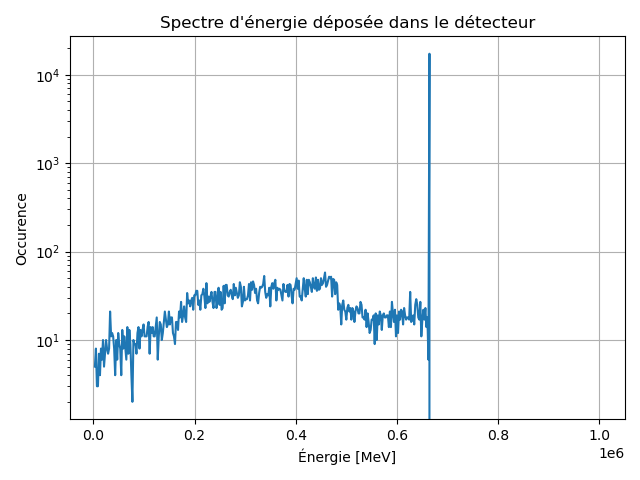 Spectre d'énergie déposée dans le détecteur
10⁴
10³
10²
10¹
Occurence
0.0 0.2 0.4 0.6 0.8 1.0
1e6
Énergie [MeV]